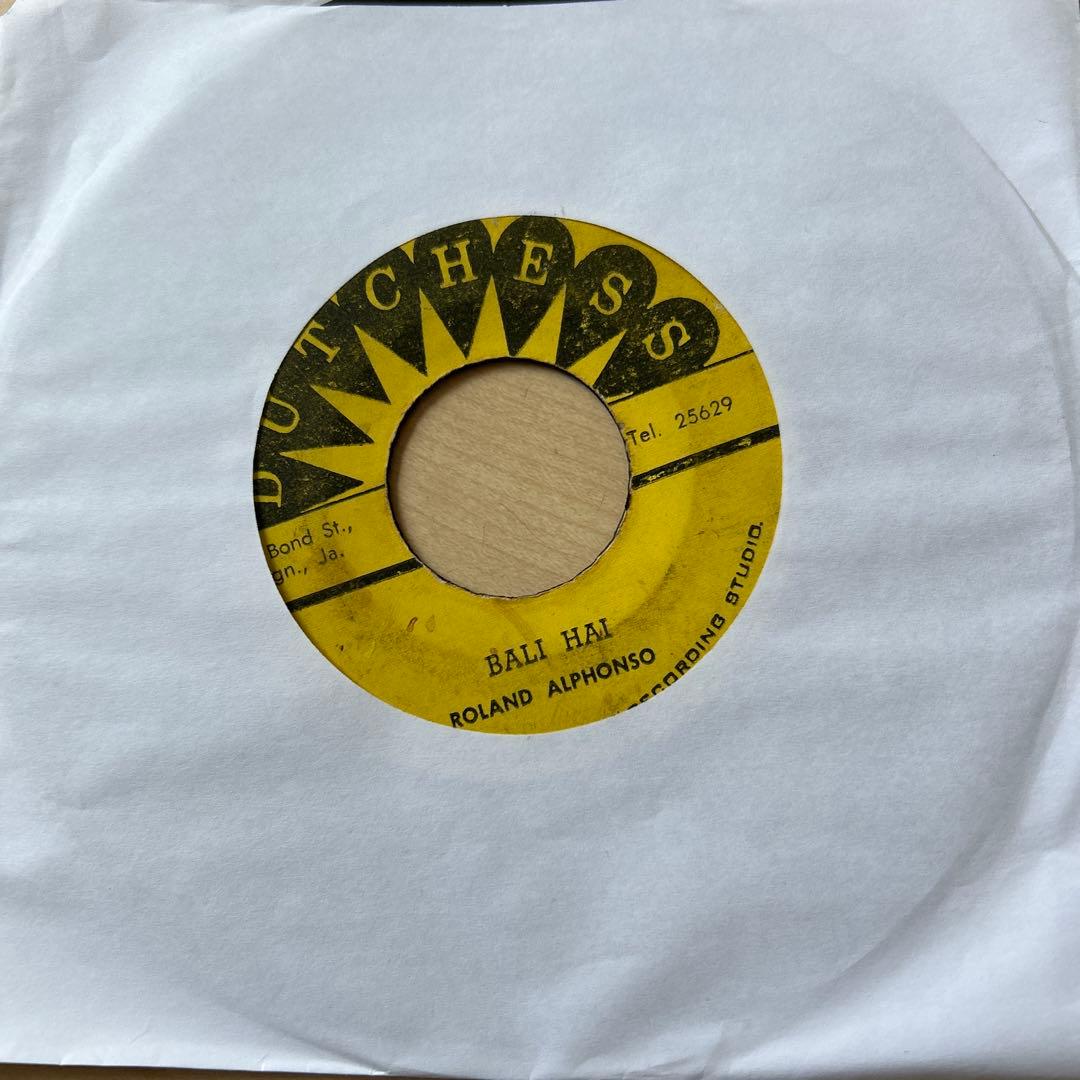 DUTCHESS
Tel. 25629
Bond St.,
gn., Ja.
BALI HAI
ROLAND ALPHONSO
RECORDING STUDIO.